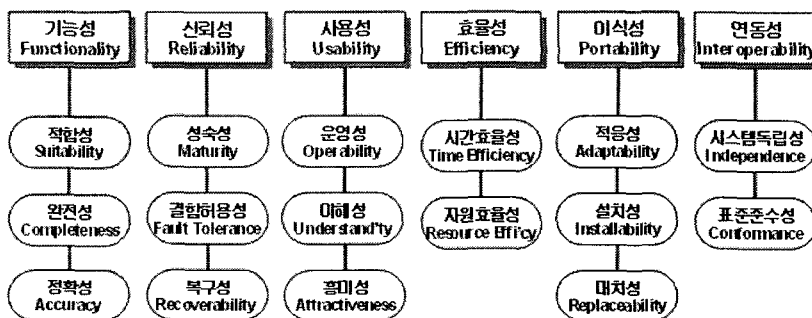 기능성
Functionality
신뢰성
Reliability
사용성
Usability
효율성
Efficiency
이식성
Portability
연동성
Interoperability
적합성
Suitability
성숙성
Maturity
운영성
Operability
시간효율성
Time Efficiency
적응성
Adaptability
시스템독립성
Independence
완전성
Completeness
결함허용성
Fault Tolerance
이해성
Understand'ty
자원효율성
Resource Effi'cy
설치성
Installability
표준준수성
Conformance
정확성
Accuracy
복구성
Recoverability
흥미성
Attractiveness
대치성
Replaceability